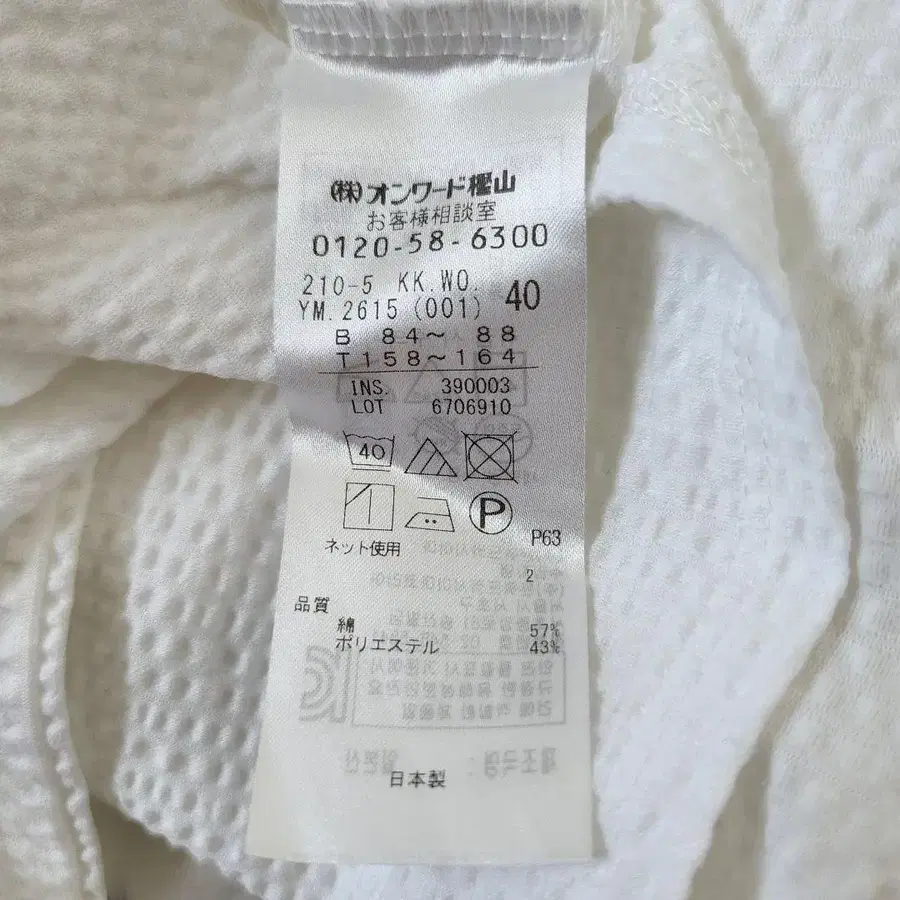 (株)オンワード樫山
お客様相談室
0120-58-6300
210-5 KK.WO.
YM.2615 (001) 40
B 84～ 88
T158～164
INS. 390003
LOT 6706910
40
P
ネット使用
P63
2
品質
綿 57%
ポリエステル 43%
日本製